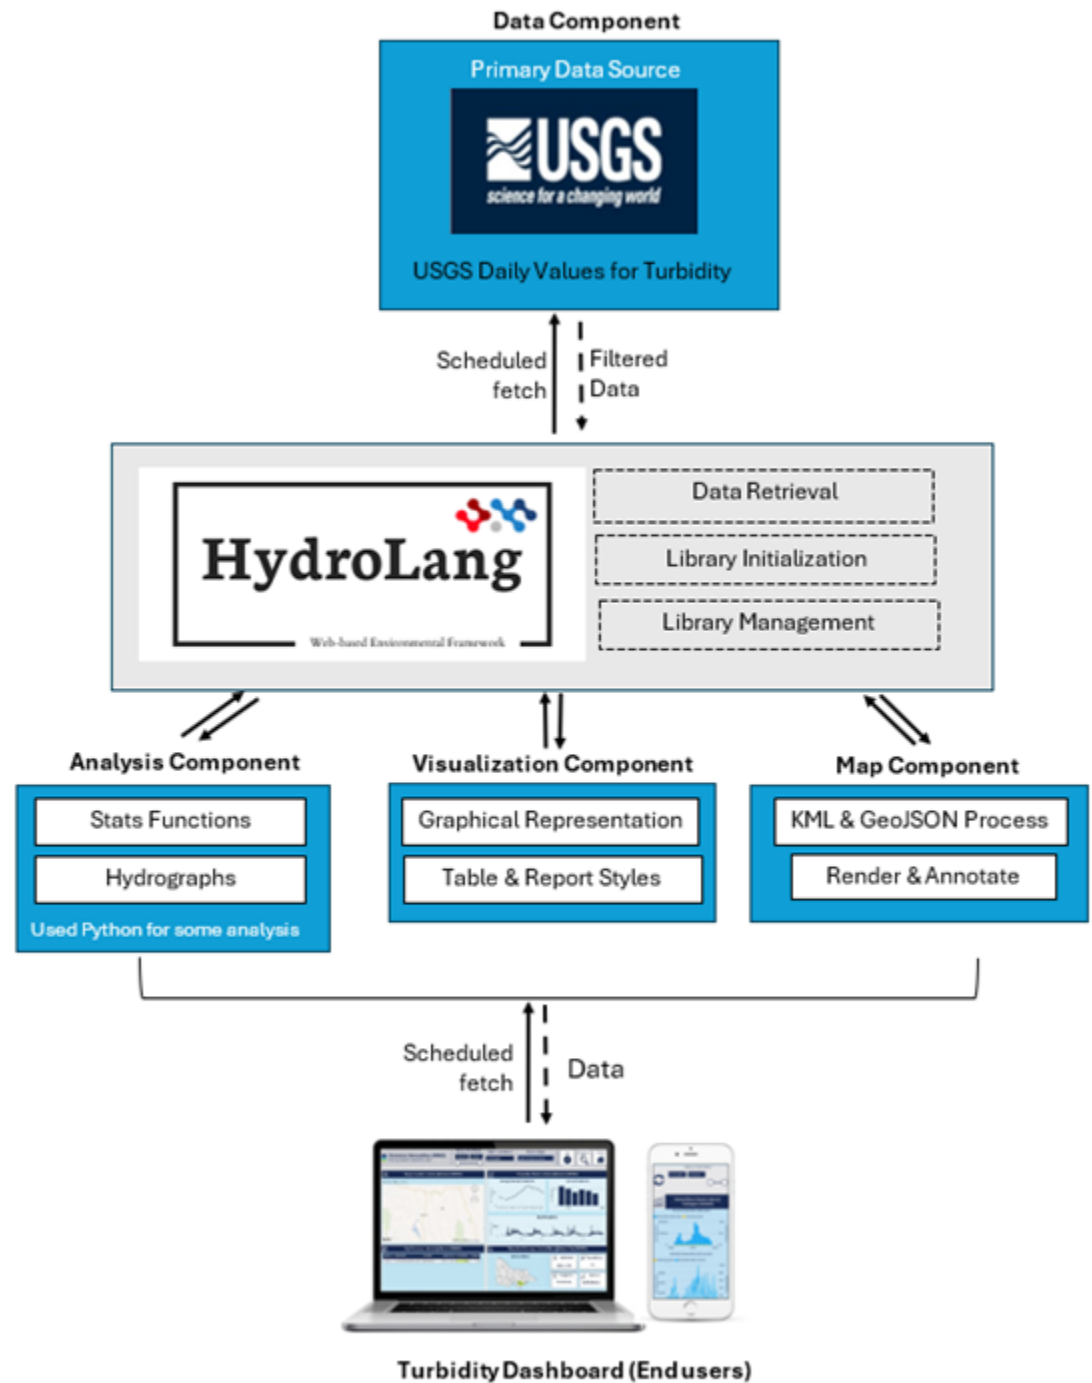 Data Component
Primary Data Source
USGS
science for a changing world
USGS Daily Values for Turbidity
Scheduled
fetch
Filtered
Data
HydroLang
Web-based Environmental Framework
Data Retrieval
Library Initialization
Library Management
Analysis Component
Stats Functions
Hydrographs
Used Python for some analysis
Visualization Component
Graphical Representation
Table & Report Styles
Map Component
KML & GeoJSON Process
Render & Annotate
Scheduled
fetch
Data
Turbidity Dashboard (End users)